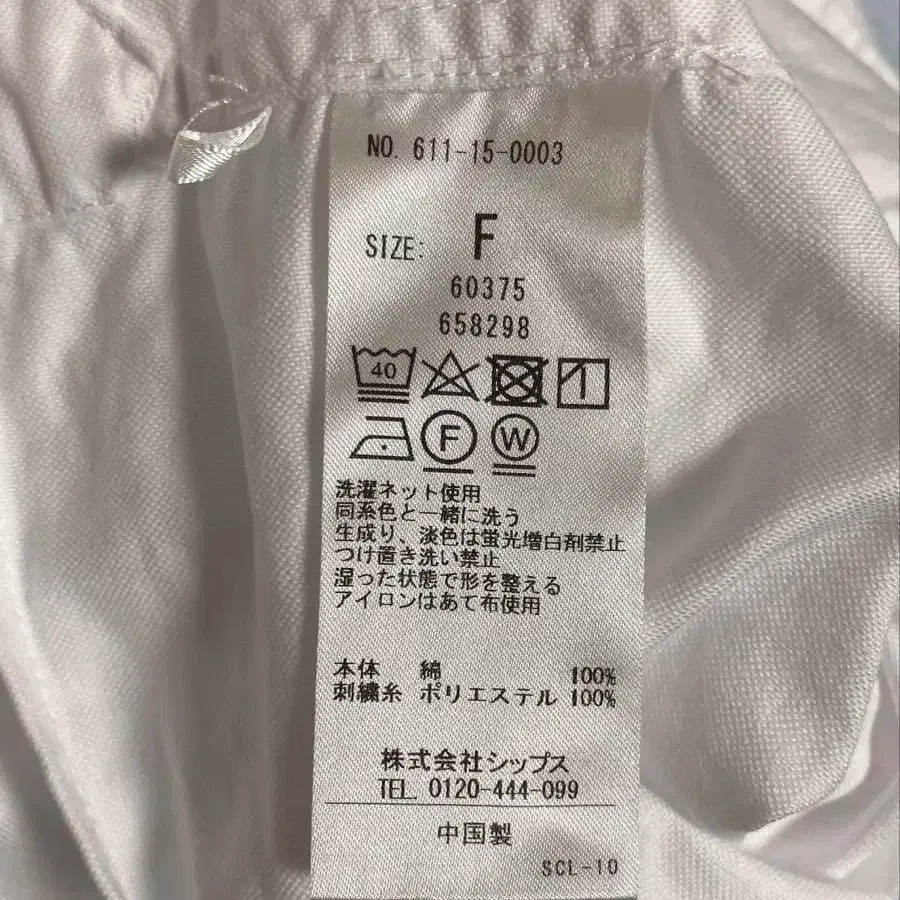 NO. 611-15-0003
SIZE: F
60375
658298
40
F W
洗濯ネット使用
同系色と一緒に洗う
生成り、淡色は蛍光増白剤禁止
つけ置き洗い禁止
湿った状態で形を整える
アイロンはあて布使用
本体 綿 100%
刺繍糸 ポリエステル 100%
株式会社シップス
TEL. 0120-444-099
中国製
SCL-10